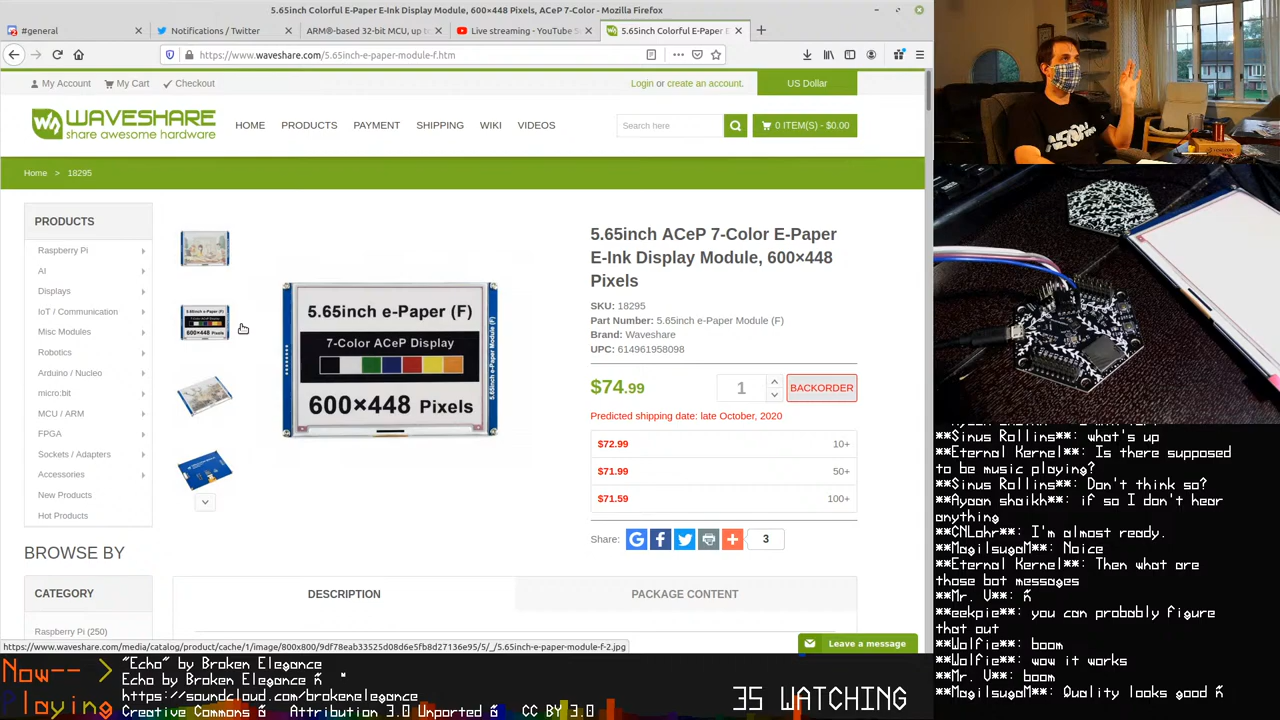 5.65inch Colorful E-Paper E-Ink Display Module, 600×448 Pixels, ACeP 7-Color - Mozilla Firefox
#general
Notifications / Twitter
ARM®-based 32-bit MCU, up to
Live streaming - YouTube S
5.65inch Colorful E-Paper E
https://www.waveshare.com/5.65inch-e-paper-module-f.htm
My Account
My Cart
Checkout
Login or create an account.
US Dollar
WAVESHARE
share awesome hardware
HOME
PRODUCTS
PAYMENT
SHIPPING
WIKI
VIDEOS
Search here
0 ITEM(S) - $0.00
Home > 18295
PRODUCTS
Raspberry Pi
AI
Displays
IoT / Communication
Misc Modules
Robotics
Arduino / Nucleo
micro:bit
MCU / ARM
FPGA
Sockets / Adapters
Accessories
New Products
Hot Products
BROWSE BY
CATEGORY
Raspberry Pi (250)
5.65inch e-Paper (F)
7-Color ACeP Display
600×448 Pixels
5.65inch e-Paper Module (F)
5.65inch ACeP 7-Color E-Paper
E-Ink Display Module, 600×448
Pixels
SKU: 18295
Part Number: 5.65inch e-Paper Module (F)
Brand: Waveshare
UPC: 614961958098
$74.99
1
BACKORDER
Predicted shipping date: late October, 2020
$72.99 10+
$71.99 50+
$71.59 100+
Share:
3
DESCRIPTION
PACKAGE CONTENT
https://www.waveshare.com/media/catalog/product/cache/1/image/800x800/9df78eab33525d08d6e5fb8d27136e95/5/_/5.65inch-e-paper-module-f-2.jpg
Leave a message
**$inus Rollins**: what's up
**Eternal Kernel**: Is there supposed
to be music playing?
**$inus Rollins**: Don't think so?
**Ayaan shaikh**: if so I don't hear
anything
**CNLohr**: I'm almost ready.
**MagilsugaM**: Noice
**Eternal Kernel**: Then what are
those bot messages
**Mr. V**: ñ
**eekpie**: you can probably figure
that out
**Wolfie**: boom
**Wolfie**: wow it works
**Mr. V**: boom
**MagilsugaM**: Quality looks good ñ
Now-- >
Playing
"Echo" by Broken Elegance
Echo by Broken Elegance ñ "
https://soundcloud.com/brokenelegance
Creative Commons ã Attribution 3.0 Unported ã CC BY 3.0
35 WATCHING